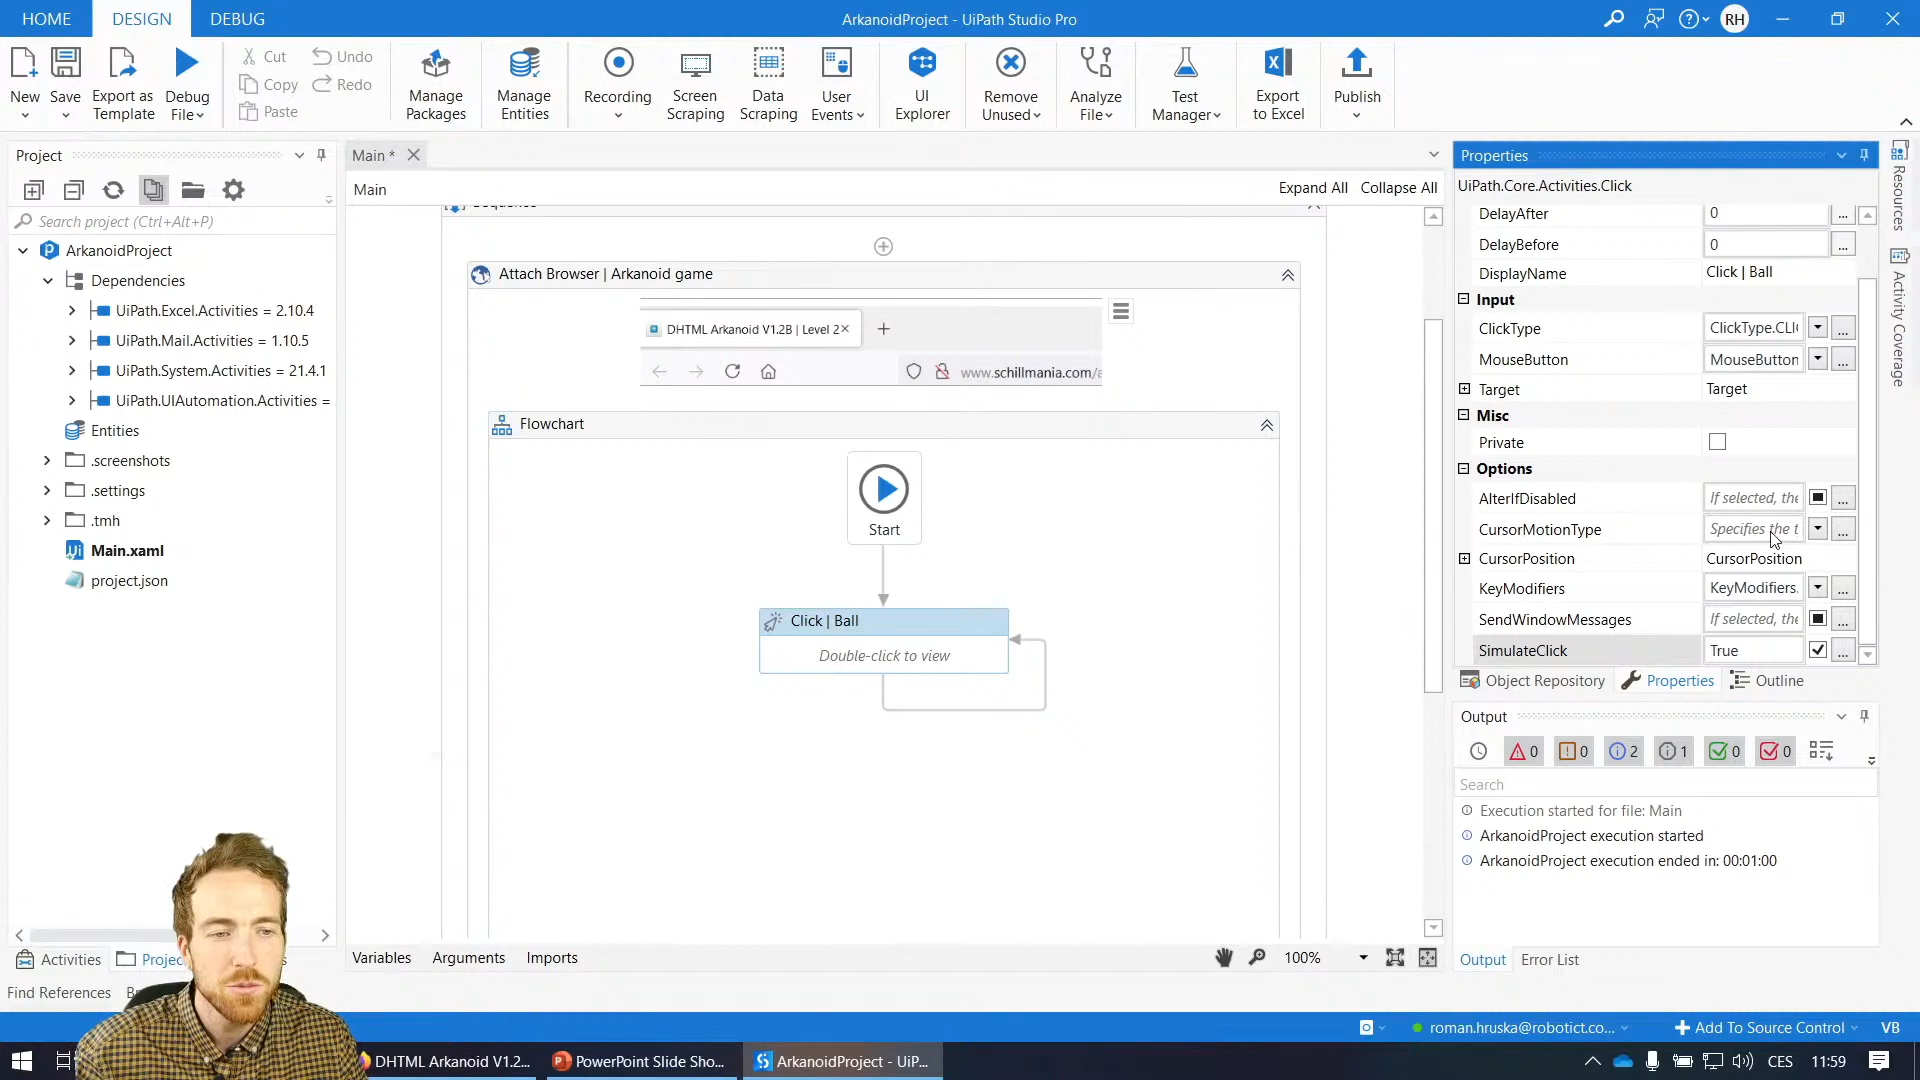 HOME
DESIGN
DEBUG
ArkanoidProject - UiPath Studio Pro
RH
New
Save
Export as Template
Debug File
Cut
Copy
Paste
Undo
Redo
Manage Packages
Manage Entities
Recording
Screen Scraping
Data Scraping
User Events
UI Explorer
Remove Unused
Analyze File
Test Manager
Export to Excel
Publish
Project
Search project (Ctrl+Alt+P)
ArkanoidProject
Dependencies
UiPath.Excel.Activities = 2.10.4
UiPath.Mail.Activities = 1.10.5
UiPath.System.Activities = 21.4.1
UiPath.UIAutomation.Activities =
Entities
.screenshots
.settings
.tmh
Main.xaml
project.json
Activities
Projec
Find References
Main *
Main
Expand All
Collapse All
Sequence
Attach Browser | Arkanoid game
DHTML Arkanoid V1.2B | Level 2
www.schillmania.com/a
Flowchart
Start
Click | Ball
Double-click to view
Variables
Arguments
Imports
100%
Properties
UiPath.Core.Activities.Click
DelayAfter 0 ...
DelayBefore 0 ...
DisplayName Click | Ball
Input
ClickType ClickType.CLI ...
MouseButton MouseButton ...
Target Target
Misc
Private
Options
AlterIfDisabled If selected, the ...
CursorMotionType Specifies the t ...
CursorPosition CursorPosition
KeyModifiers KeyModifiers. ...
SendWindowMessages If selected, the ...
SimulateClick True ...
Object Repository
Properties
Outline
Output
0
0
2
1
0
0
Search
Execution started for file: Main
ArkanoidProject execution started
ArkanoidProject execution ended in: 00:01:00
Output
Error List
Resources
Activity Coverage
roman.hruska@robotict.co...
Add To Source Control
VB
DHTML Arkanoid V1.2...
PowerPoint Slide Sho...
ArkanoidProject - UiP...
CES
11:59